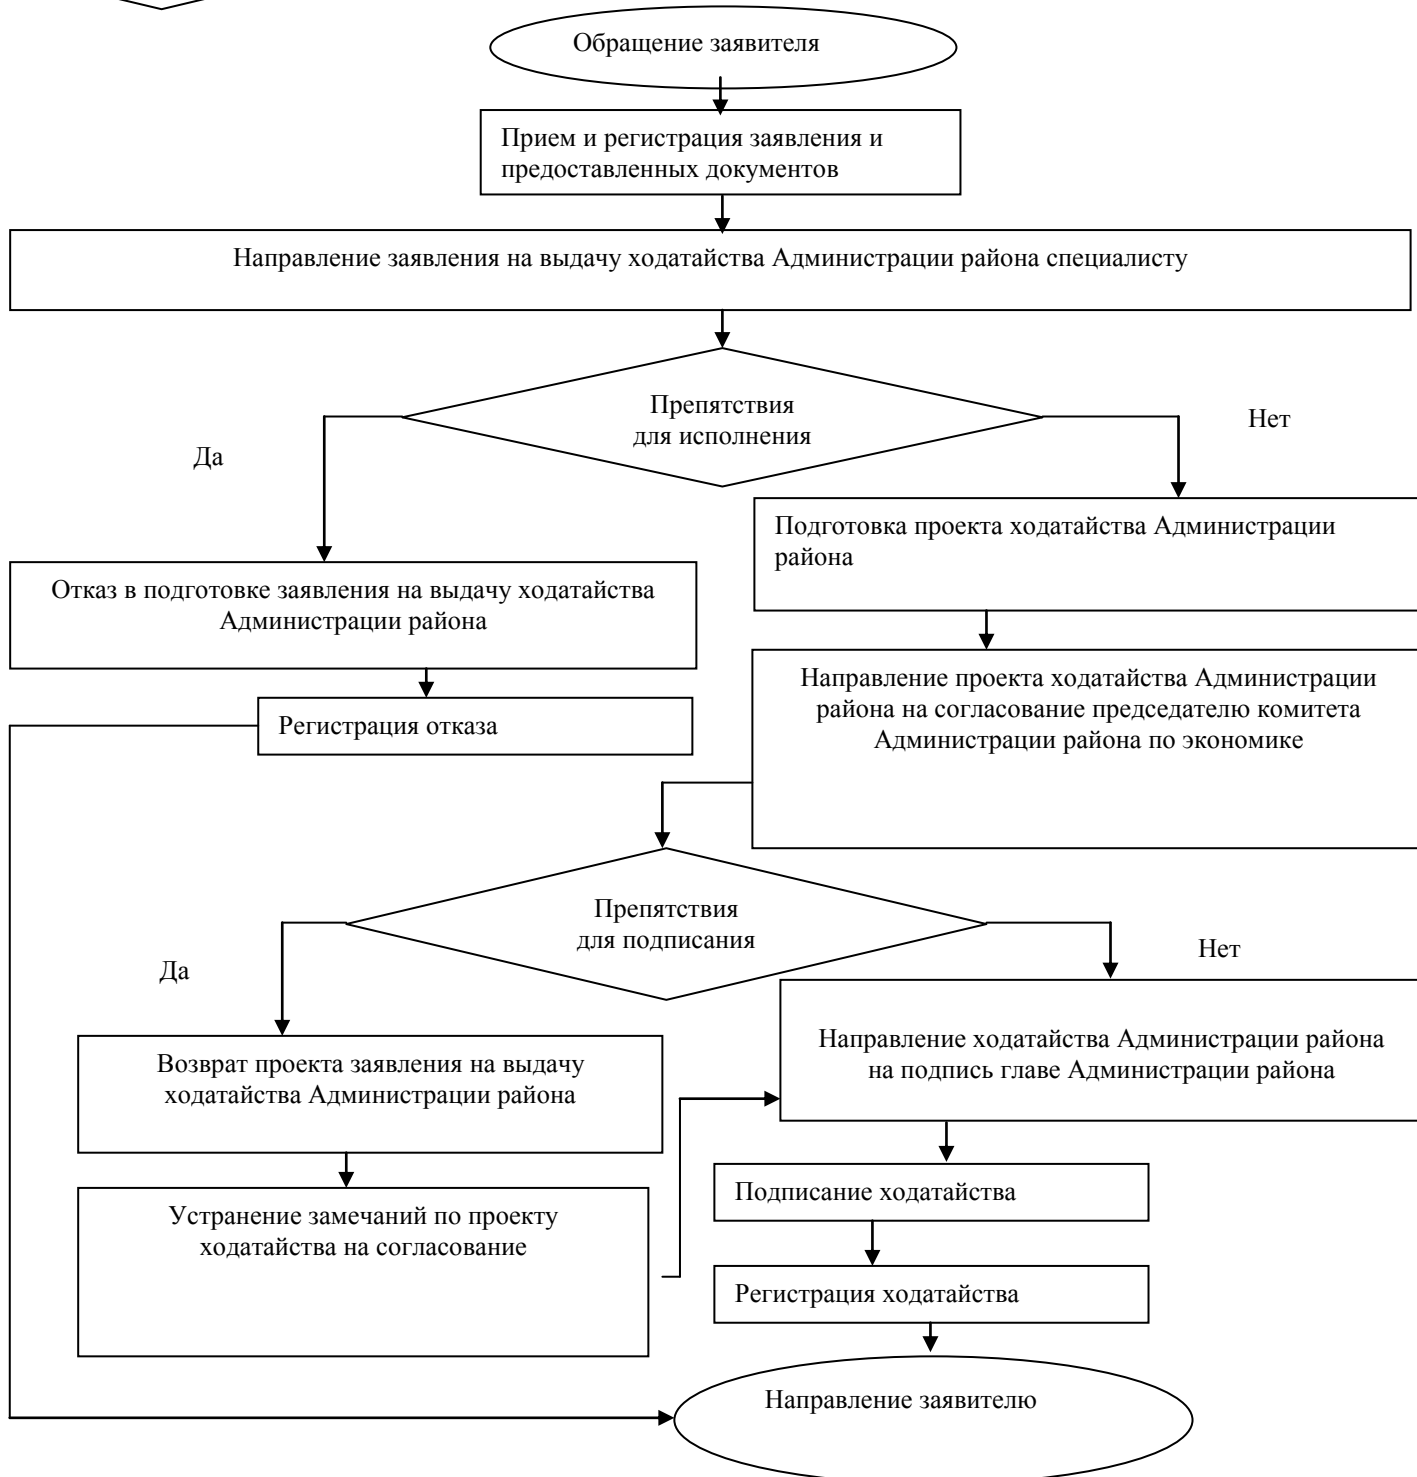 Обращение заявителя
Прием и регистрация заявления и
предоставленных документов
Направление заявления на выдачу ходатайства Администрации района специалисту
Препятствия
для исполнения
Да
Нет
Подготовка проекта ходатайства Администрации
района
Отказ в подготовке заявления на выдачу ходатайства
Администрации района
Регистрация отказа
Направление проекта ходатайства Администрации
района на согласование председателю комитета
Администрации района по экономике
Препятствия
для подписания
Да
Нет
Возврат проекта заявления на выдачу
ходатайства Администрации района
Направление ходатайства Администрации района
на подпись главе Администрации района
Устранение замечаний по проекту
ходатайства на согласование
Подписание ходатайства
Регистрация ходатайства
Направление заявителю